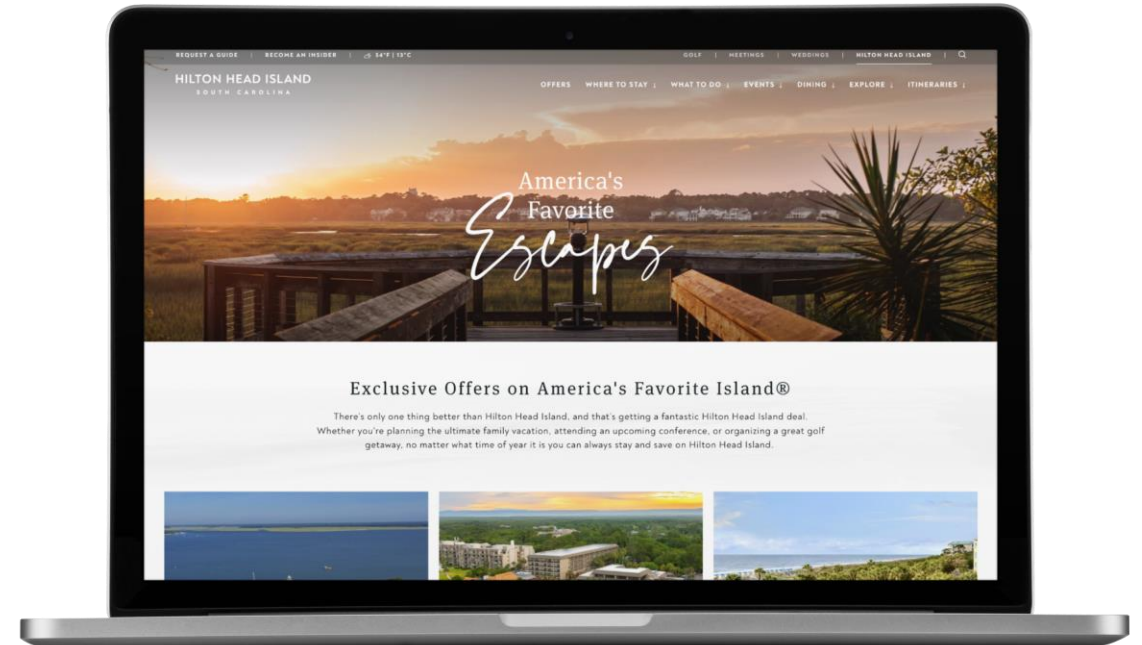 REQUEST A GUIDE | BECOME AN INSIDER | 54°F | 13°C
GOLF | MEETINGS | WEDDINGS | HILTON HEAD ISLAND |
HILTON HEAD ISLAND
SOUTH CAROLINA
OFFERS WHERE TO STAY ↓ WHAT TO DO ↓ EVENTS ↓ DINING ↓ EXPLORE ↓ ITINERARIES ↓
America's
Favorite
Escapes
Exclusive Offers on America's Favorite Island®
There's only one thing better than Hilton Head Island, and that's getting a fantastic Hilton Head Island deal.
Whether you're planning the ultimate family vacation, attending an upcoming conference, or organizing a great golf
getaway, no matter what time of year it is you can always stay and save on Hilton Head Island.